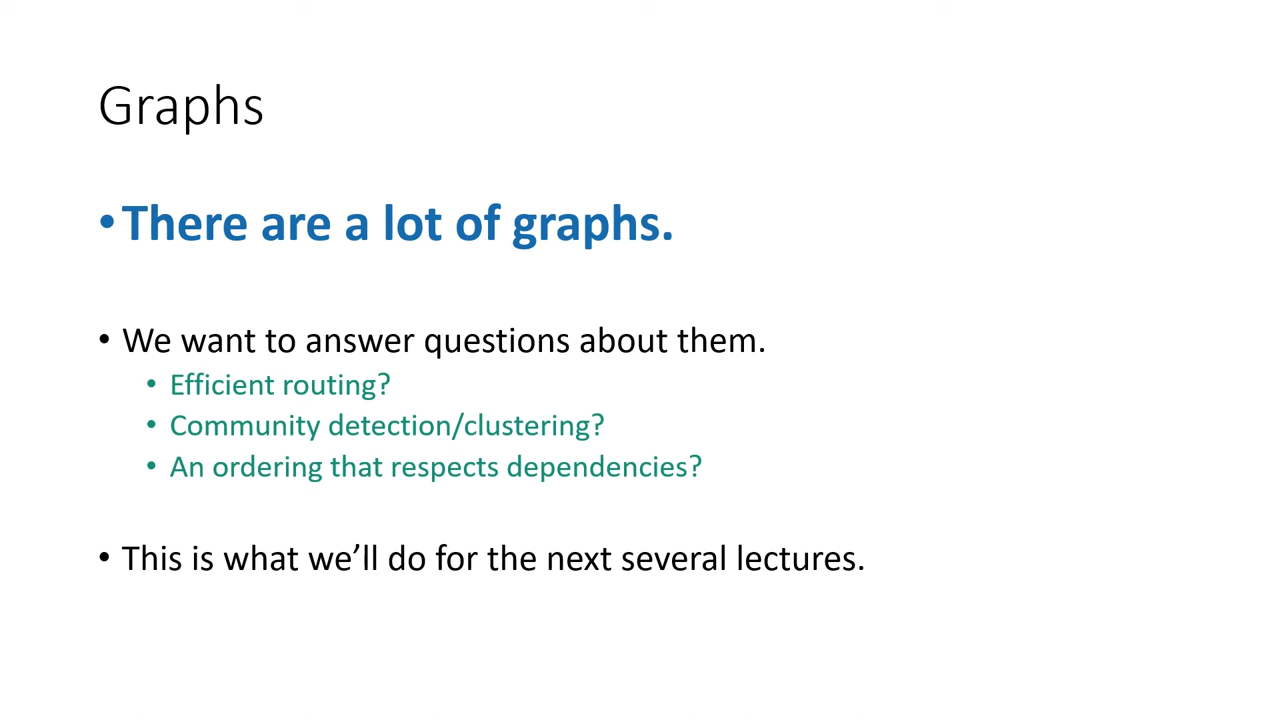 Graphs
• There are a lot of graphs.
• We want to answer questions about them.
• Efficient routing?
• Community detection/clustering?
• An ordering that respects dependencies?
• This is what we’ll do for the next several lectures.